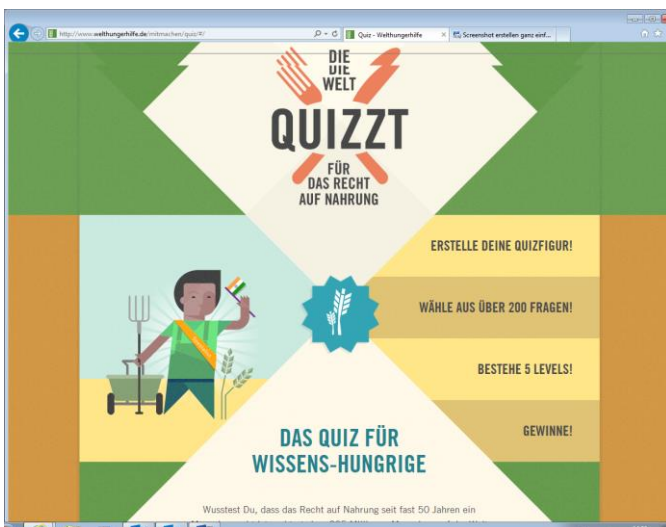 http://www.welthungerhilfe.de/mitmachen/quiz/#/
Quiz - Welthungerhilfe
Screenshot erstellen ganz einf...
DIE
DIE
WELT
QUIZZT
FÜR
DAS RECHT
AUF NAHRUNG
ERSTELLE DEINE QUIZFIGUR!
WÄHLE AUS ÜBER 200 FRAGEN!
BESTEHE 5 LEVELS!
GEWINNE!
DAS QUIZ FÜR
WISSENS-HUNGRIGE
Wusstest Du, dass das Recht auf Nahrung seit fast 50 Jahren ein